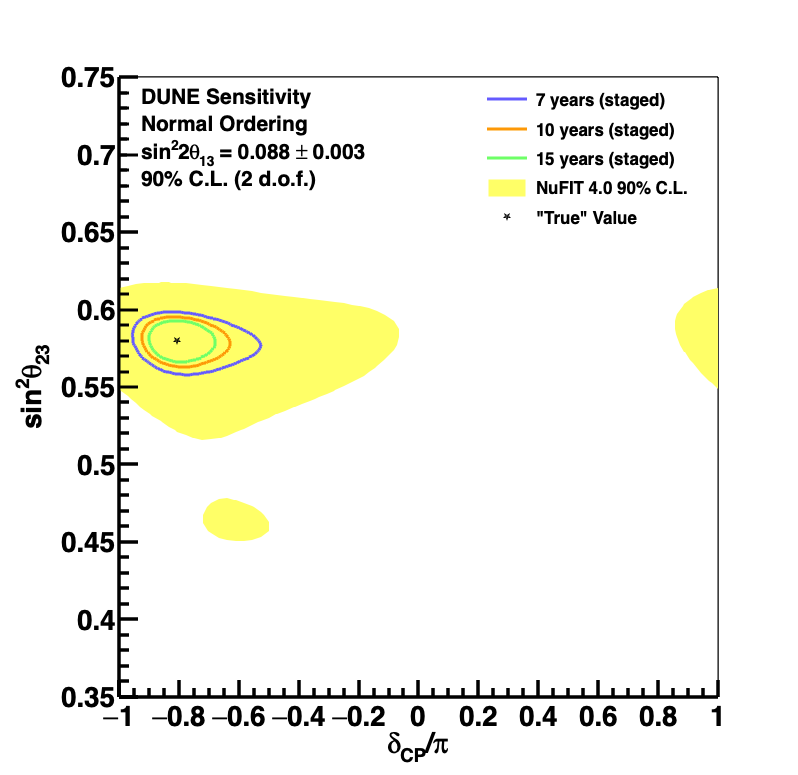 DUNE Sensitivity
Normal Ordering
sin²2θ₁₃ = 0.088 ± 0.003
90% C.L. (2 d.o.f.)
7 years (staged)
10 years (staged)
15 years (staged)
NuFIT 4.0 90% C.L.
"True" Value
0.75
0.7
0.65
0.6
0.55
0.5
0.45
0.4
0.35
sin²θ₂₃
−1 −0.8 −0.6 −0.4 −0.2 0 0.2 0.4 0.6 0.8 1
δCP/π